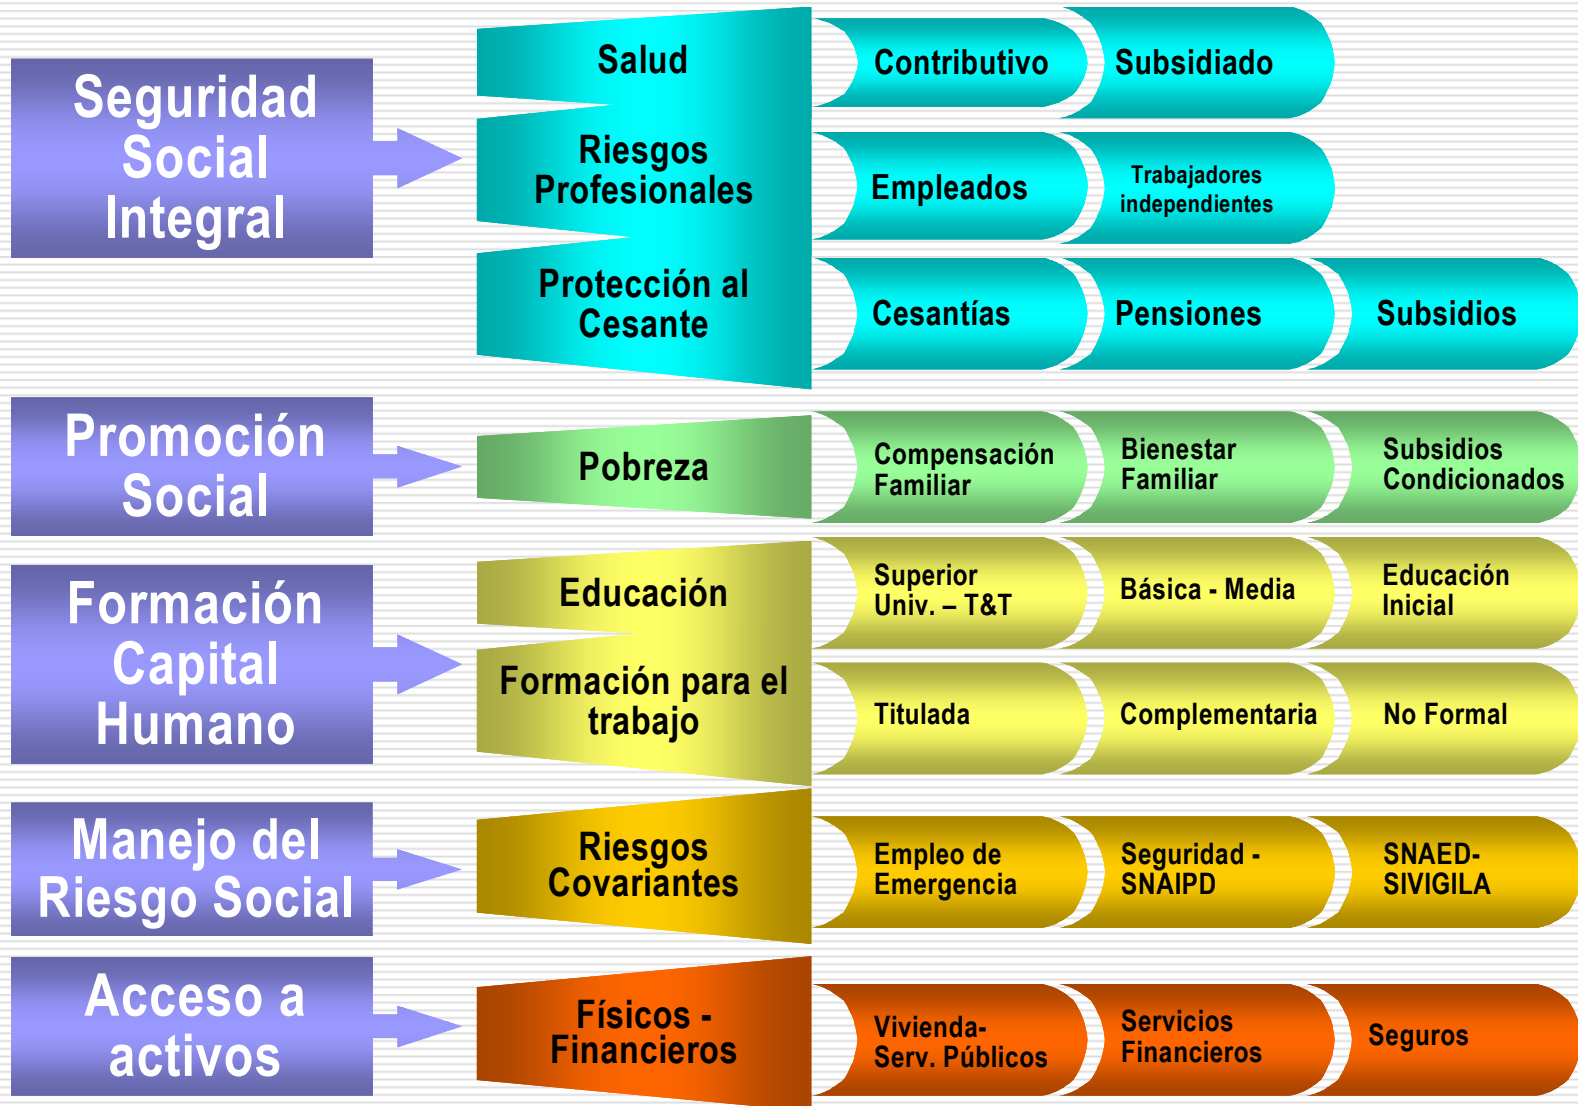 Seguridad
Social
Integral
Salud
Contributivo
Subsidiado
Riesgos
Profesionales
Empleados
Trabajadores
independientes
Protección al
Cesante
Cesantías
Pensiones
Subsidios
Promoción
Social
Pobreza
Compensación
Familiar
Bienestar
Familiar
Subsidios
Condicionados
Formación
Capital
Humano
Educación
Superior
Univ. – T&T
Básica - Media
Educación
Inicial
Formación para el
trabajo
Titulada
Complementaria
No Formal
Manejo del
Riesgo Social
Riesgos
Covariantes
Empleo de
Emergencia
Seguridad -
SNAIPD
SNAED-
SIVIGILA
Acceso a
activos
Físicos -
Financieros
Vivienda-
Serv. Públicos
Servicios
Financieros
Seguros